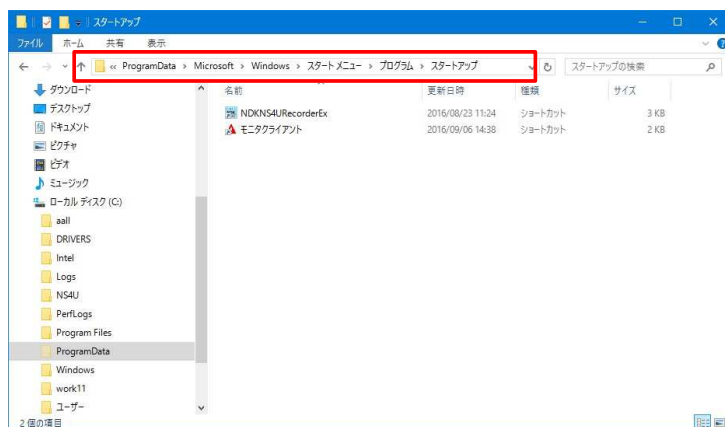 スタートアップ
ファイル ホーム 共有 表示
« ProgramData › Microsoft › Windows › スタート メニュー › プログラム › スタートアップ
スタートアップの検索
ダウンロード
デスクトップ
ドキュメント
ピクチャ
ビデオ
ミュージック
ローカル ディスク (C:)
aall
DRIVERS
Intel
Logs
NS4U
PerfLogs
Program Files
ProgramData
Windows
work11
ユーザー
名前 更新日時 種類 サイズ
NDKNS4URecorderEx 2016/08/23 11:24 ショートカット 3 KB
モニタクライアント 2016/09/06 14:38 ショートカット 2 KB
2 個の項目